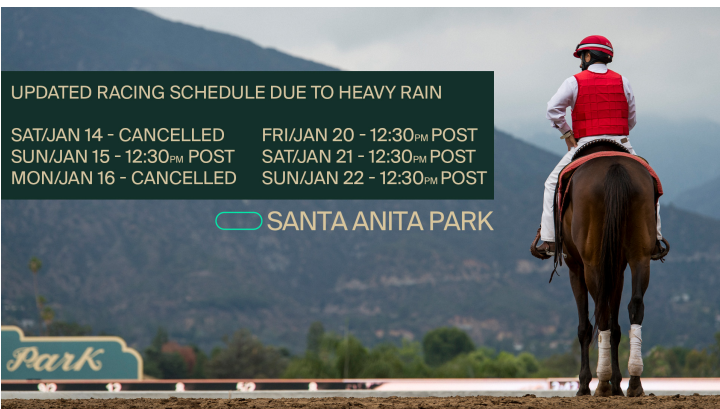 UPDATED RACING SCHEDULE DUE TO HEAVY RAIN
SAT/JAN 14 - CANCELLED
SUN/JAN 15 - 12:30PM POST
MON/JAN 16 - CANCELLED
FRI/JAN 20 - 12:30PM POST
SAT/JAN 21 - 12:30PM POST
SUN/JAN 22 - 12:30PM POST
SANTA ANITA PARK
Park